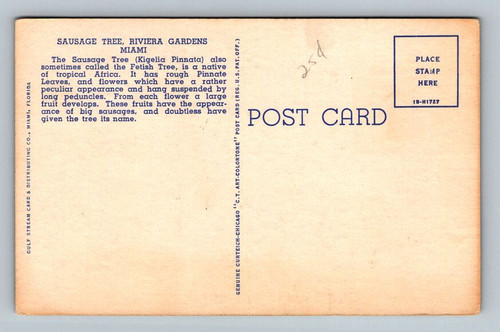 SAUSAGE TREE, RIVIERA GARDENS
MIAMI
The Sausage Tree (Kigelia Pinnata) also
sometimes called the Fetish Tree, is a native
of tropical Africa. It has rough Pinnate
Leaves, and flowers which have a rather
peculiar appearance and hang suspended by
long peduncles. From each flower a large
fruit develops. These fruits have the appear-
ance of big sausages, and doubtless have
given the tree its name.
GULF STREAM CARD & DISTRIBUTING CO., MIAMI, FLORIDA
GENUINE CURTEICH-CHICAGO "C.T. ART-COLORTONE" POST CARD (REG. U.S. PAT. OFF.)
POST CARD
PLACE
STAMP
HERE
1B-H1727